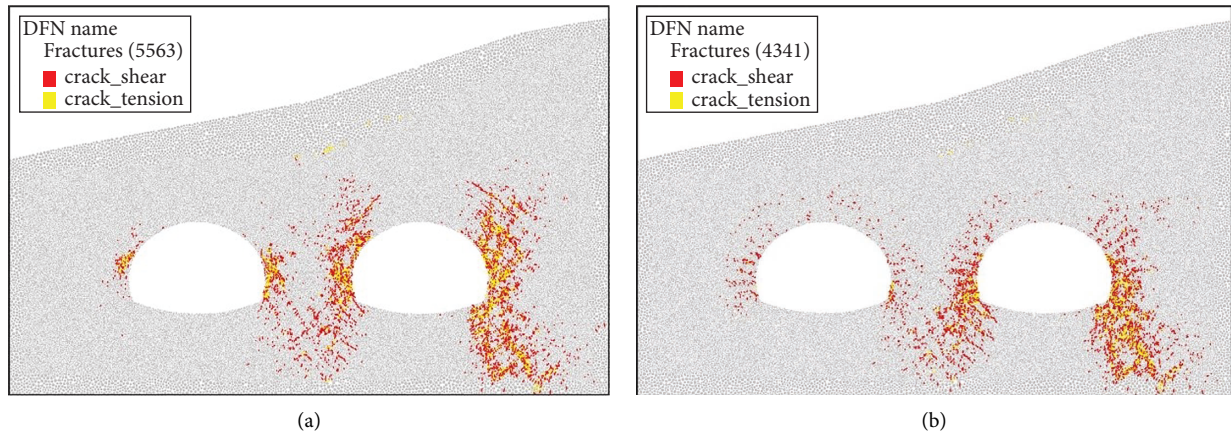 DFN name
Fractures (5563)
crack_shear
crack_tension
(a)
DFN name
Fractures (4341)
crack_shear
crack_tension
(b)